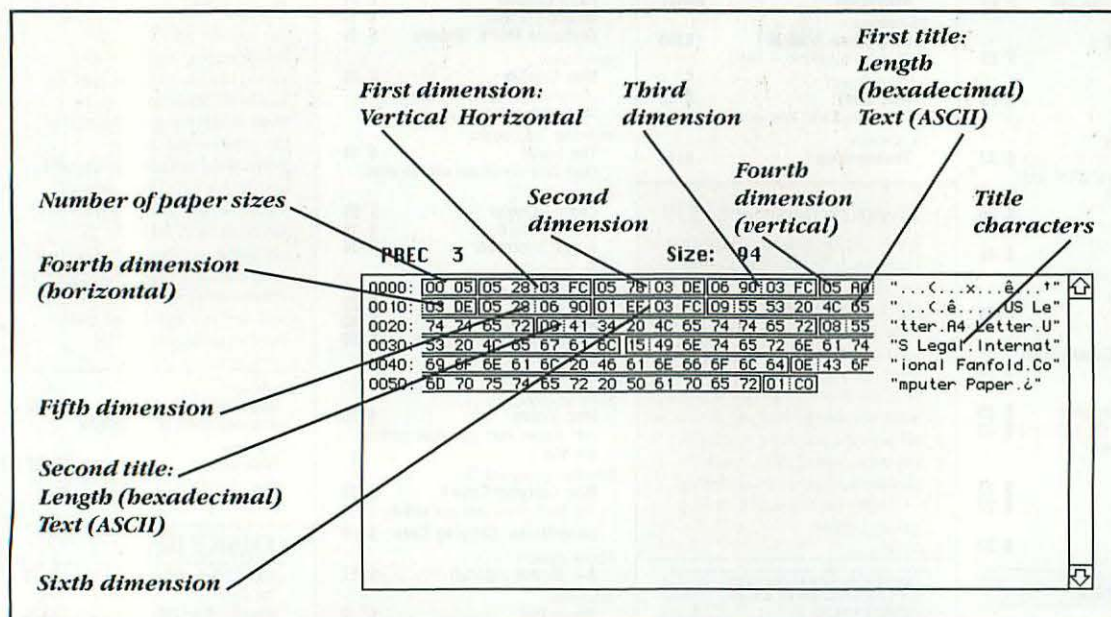 First title:
Length
(hexadecimal)
Text (ASCII)
First dimension:
Vertical Horizontal
Third
dimension
Fourth
dimension
(vertical)
Number of paper sizes
Second
dimension
Title
characters
PREC 3 Size: 94
Fourth dimension
(horizontal)
0000: 00 05 05 28 03 FC 05 78 03 DE 06 90 03 FC 05 A0 "...(...x...ê...†"
0010: 03 DE 05 28 06 90 01 EF 03 FC 09 55 53 20 4C 65 "...(.ê.....US Le"
0020: 74 74 65 72 09 41 34 20 4C 65 74 74 65 72 08 55 "tter.A4 Letter.U"
0030: 53 20 4C 65 67 61 6C 15 49 6E 74 65 72 6E 61 74 "S Legal.Internat"
0040: 69 6F 6E 61 6C 20 46 61 6E 66 6F 6C 64 0E 43 6F "ional Fanfold.Co"
0050: 6D 70 75 74 65 72 20 50 61 70 65 72 01 C0 "mputer Paper.¿"
Fifth dimension
Second title:
Length (hexadecimal)
Text (ASCII)
Sixth dimension